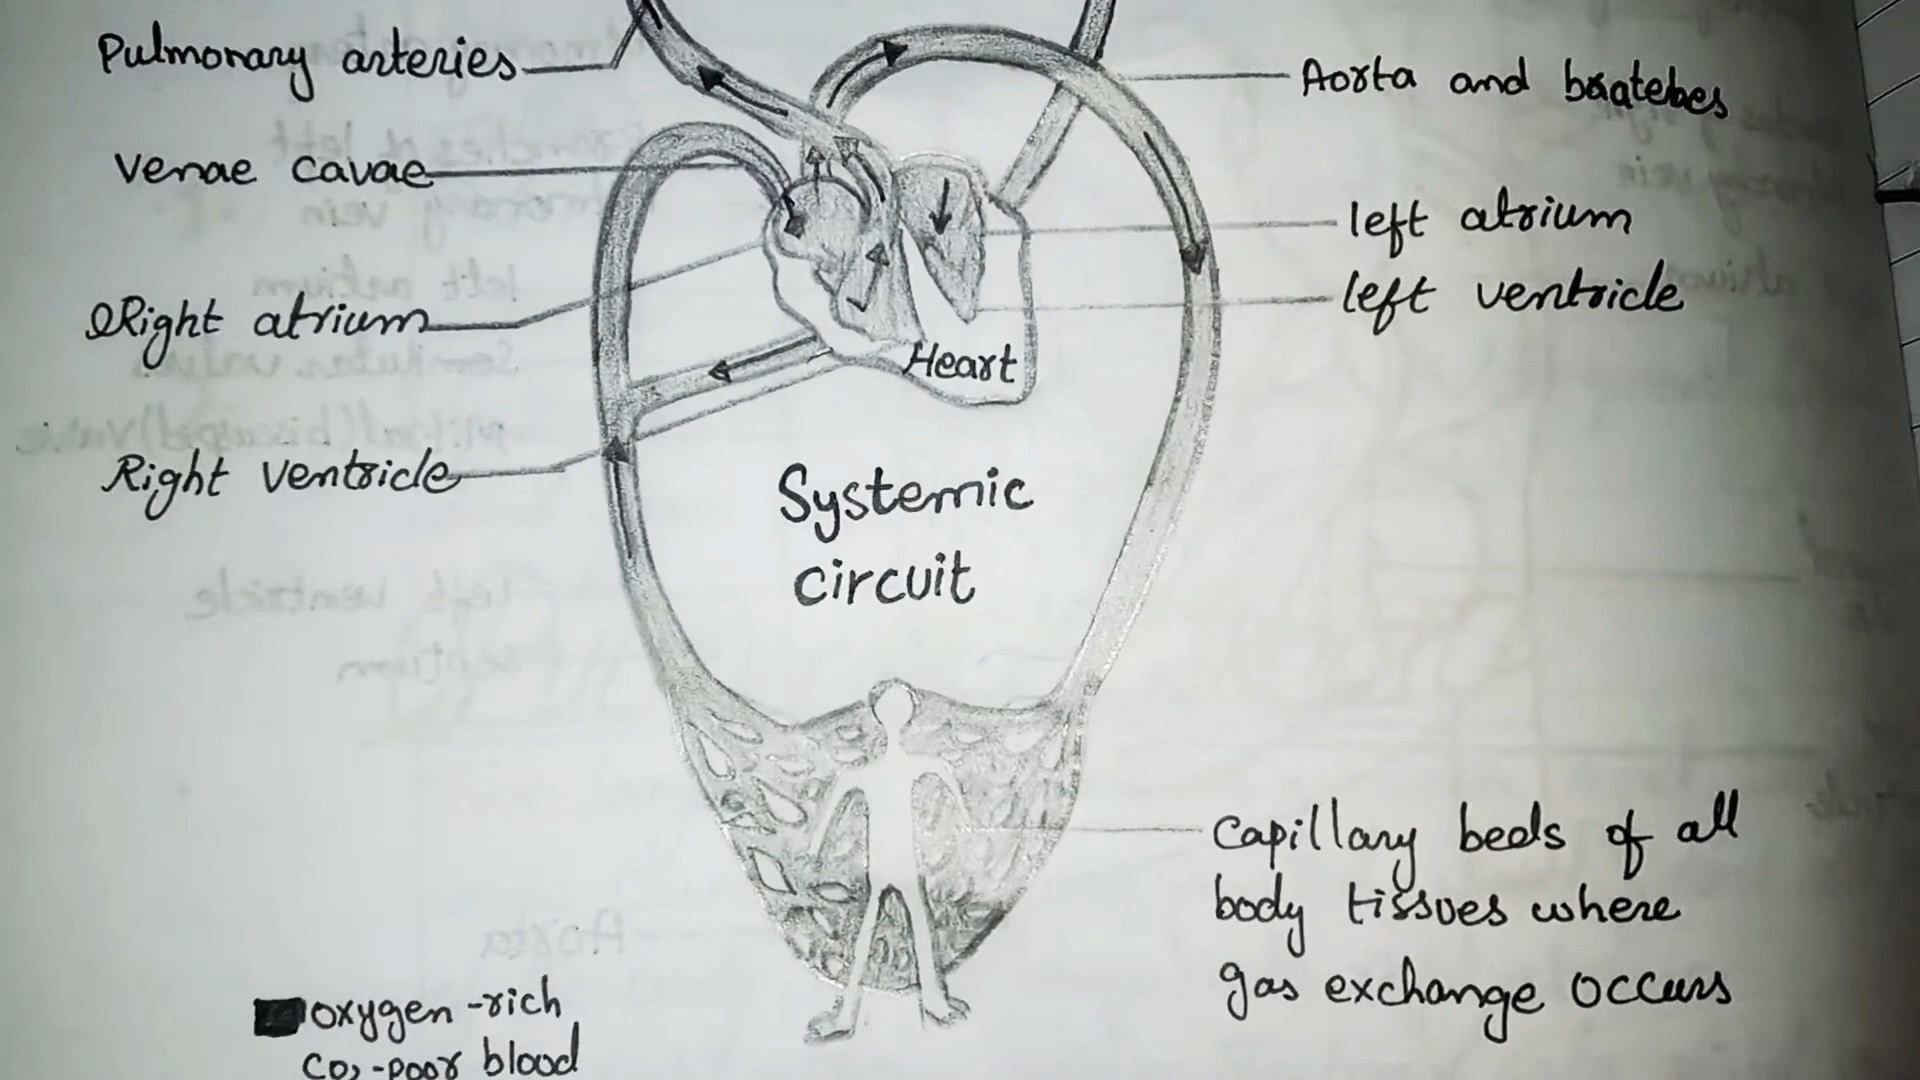 Pulmonary arteries
Venae cavae
Right atrium
Right ventricle
Aorta and
left atrium
left ventricle
Heart
Systemic
circuit
Capillary beds of all
body tissues where
gas exchange occurs
oxygen-rich
CO₂-poor blood